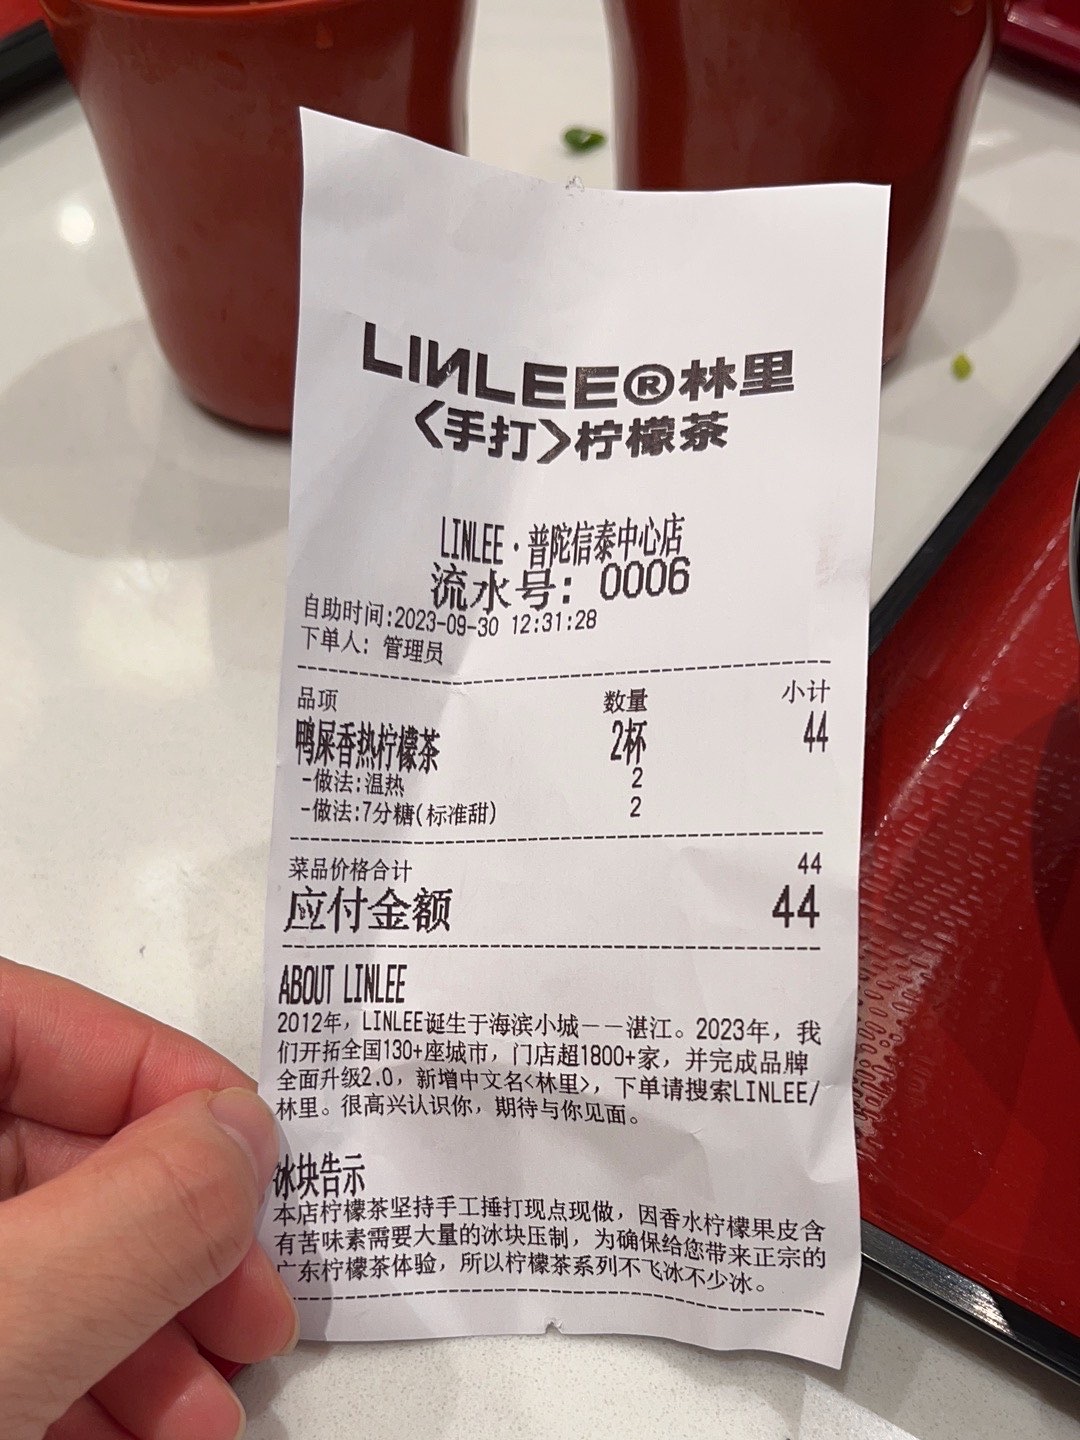 LINLEE®林里
<手打>柠檬茶
LINLEE·普陀信泰中心店
流水号: 0006
自助时间:2023-09-30 12:31:28
下单人: 管理员
品项 数量 小计
鸭屎香热柠檬茶 2杯 44
-做法:温热 2
-做法:7分糖(标准甜) 2
菜品价格合计 44
应付金额 44
ABOUT LINLEE
2012年, LINLEE诞生于海滨小城——湛江。2023年, 我
们开拓全国130+座城市, 门店超1800+家, 并完成品牌
全面升级2.0, 新增中文名<林里>, 下单请搜索LINLEE/
林里。很高兴认识你, 期待与你见面。
冰块告示
本店柠檬茶坚持手工捶打现点现做, 因香水柠檬果皮含
有苦味素需要大量的冰块压制, 为确保给您带来正宗的
广东柠檬茶体验, 所以柠檬茶系列不飞冰不少冰。